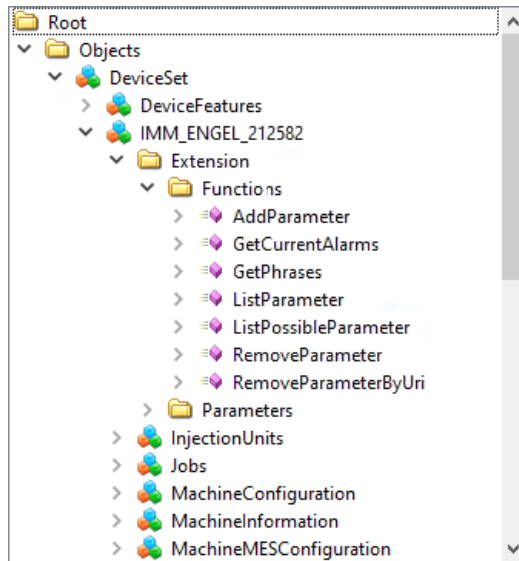 Root
Objects
DeviceSet
DeviceFeatures
IMM_ENGEL_212582
Extension
Functions
AddParameter
GetCurrentAlarms
GetPhrases
ListParameter
ListPossibleParameter
RemoveParameter
RemoveParameterByUri
Parameters
InjectionUnits
Jobs
MachineConfiguration
MachineInformation
MachineMESConfiguration